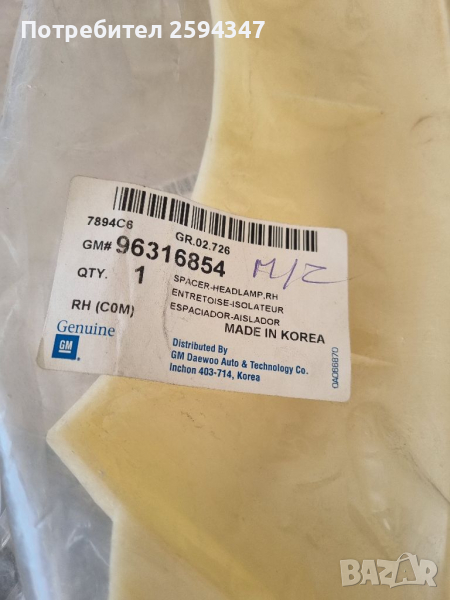 Потребител 2594347
7894C6
GR.02.726
GM# 96316854
QTY. 1
SPACER-HEADLAMP,RH
ENTRETOISE-ISOLATEUR
ESPACIADOR-AISLADOR
RH (C0M)
MADE IN KOREA
Genuine
GM
Distributed By
GM Daewoo Auto & Technology Co.
Inchon 403-714, Korea
BAZAR